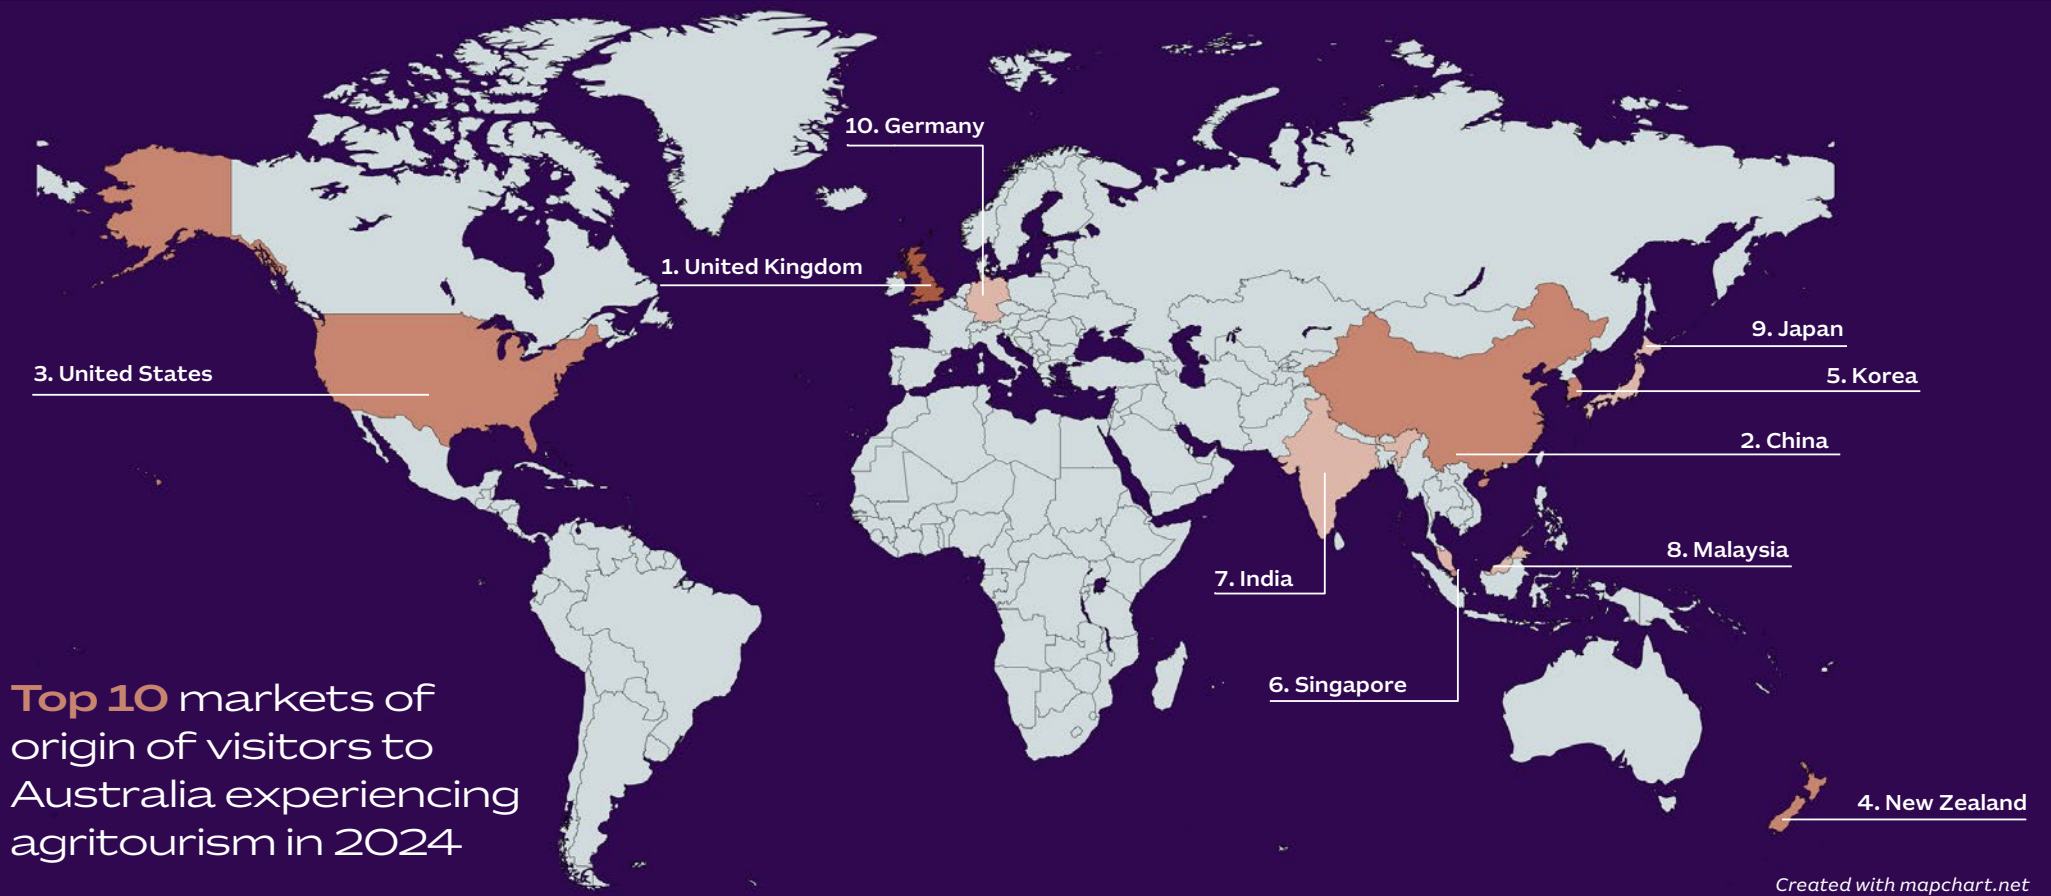 10. Germany
1. United Kingdom
9. Japan
3. United States
5. Korea
2. China
8. Malaysia
7. India
6. Singapore
Top 10 markets of
origin of visitors to
Australia experiencing
agritourism in 2024
4. New Zealand
Created with mapchart.net